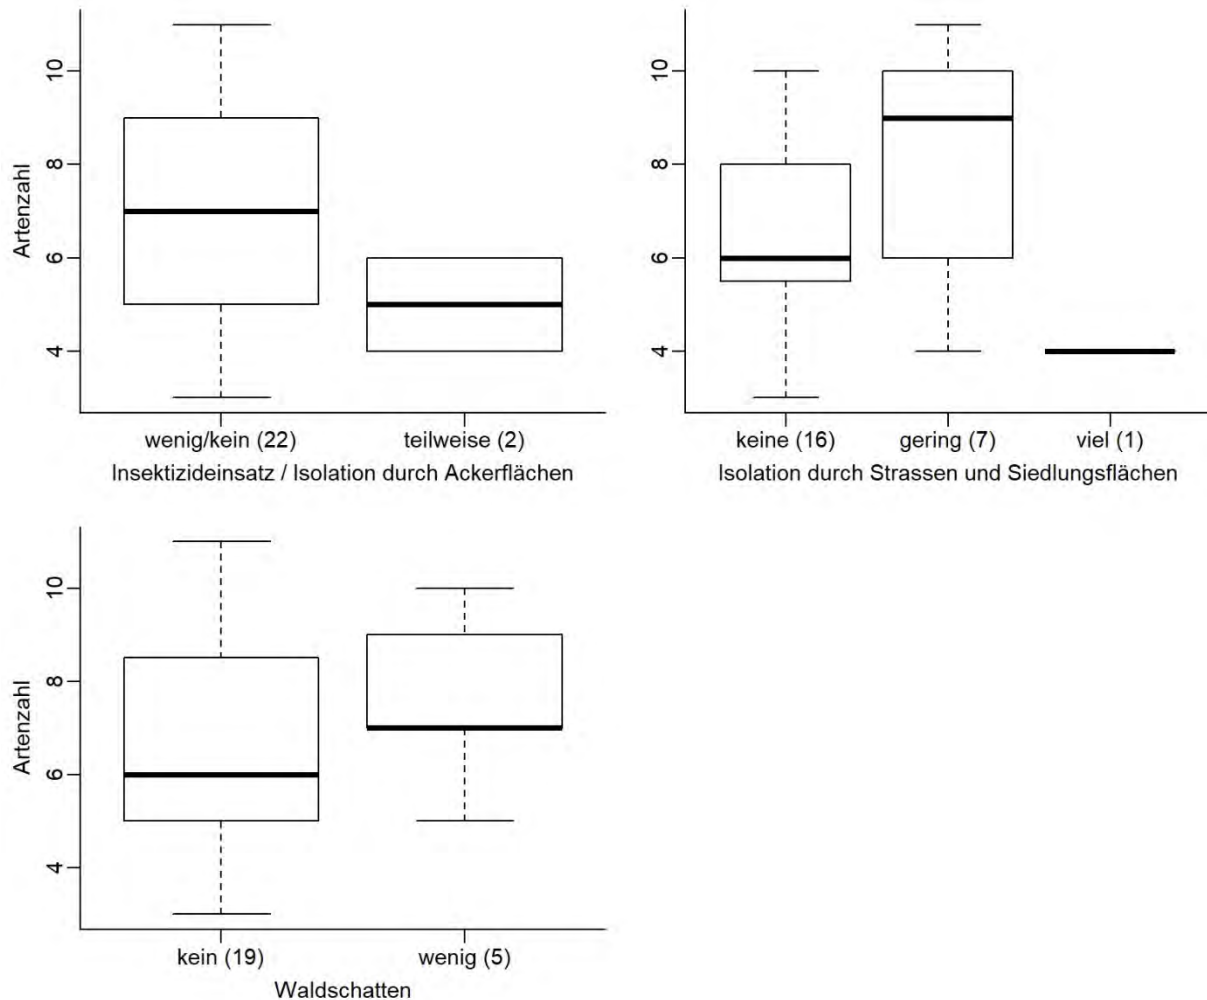 Artenzahl
10
8
6
4
wenig/kein (22) teilweise (2)
Insektizideinsatz / Isolation durch Ackerflächen
10
8
6
4
keine (16) gering (7) viel (1)
Isolation durch Strassen und Siedlungsflächen
Artenzahl
10
8
6
4
kein (19) wenig (5)
Waldschatten